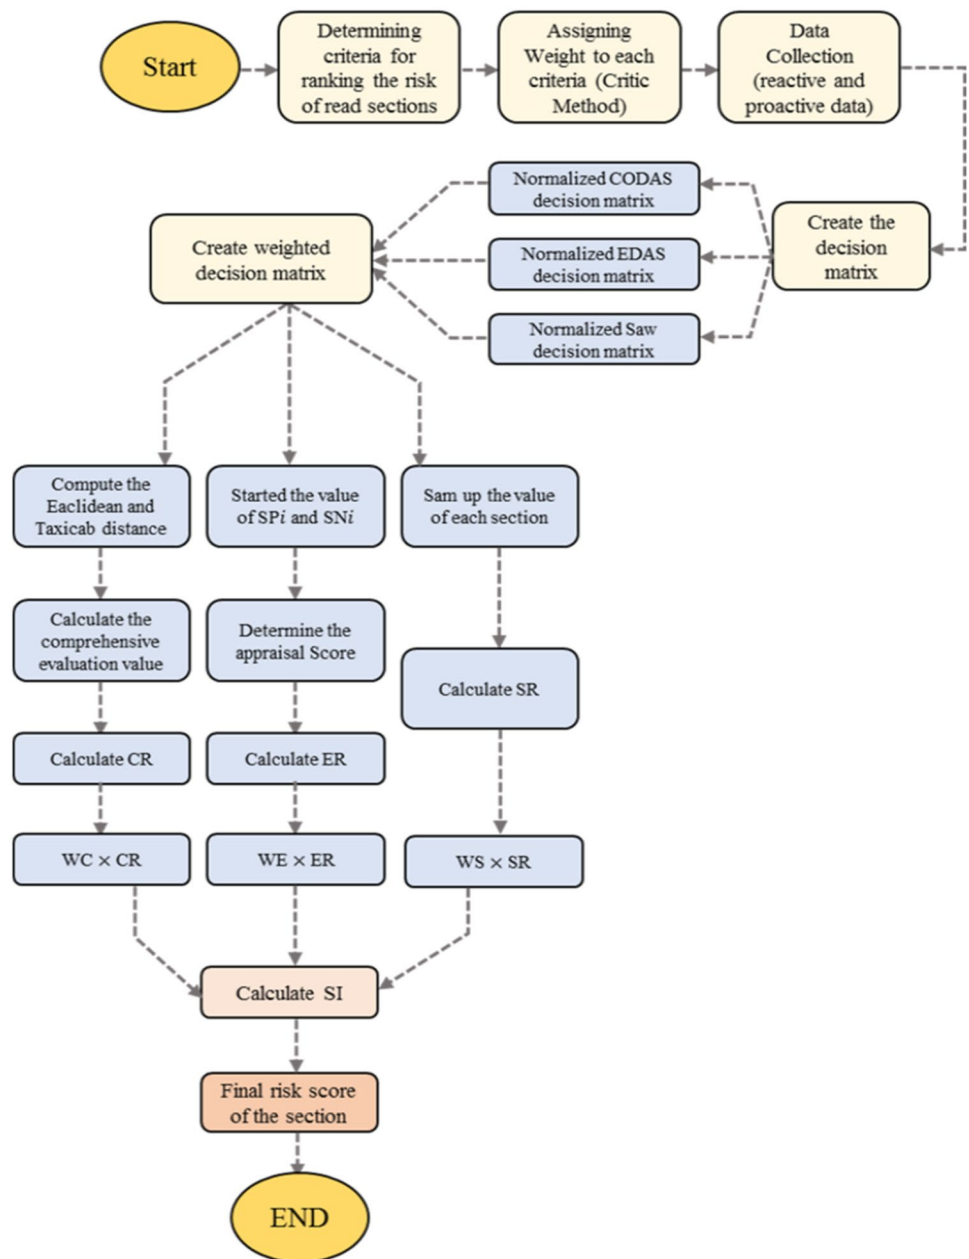 Start
Determining
criteria for
ranking the risk
of read sections
Assigning
Weight to each
criteria (Critic
Method)
Data
Collection
(reactive and
proactive data)
Normalized CODAS
decision matrix
Create the
decision
matrix
Create weighted
decision matrix
Normalized EDAS
decision matrix
Normalized Saw
decision matrix
Compute the
Eaclidean and
Taxicab distance
Started the value
of SPi and SNi
Sam up the value
of each section
Calculate the
comprehensive
evaluation value
Determine the
appraisal Score
Calculate SR
Calculate CR
Calculate ER
WC × CR
WE × ER
WS × SR
Calculate SI
Final risk score
of the section
END